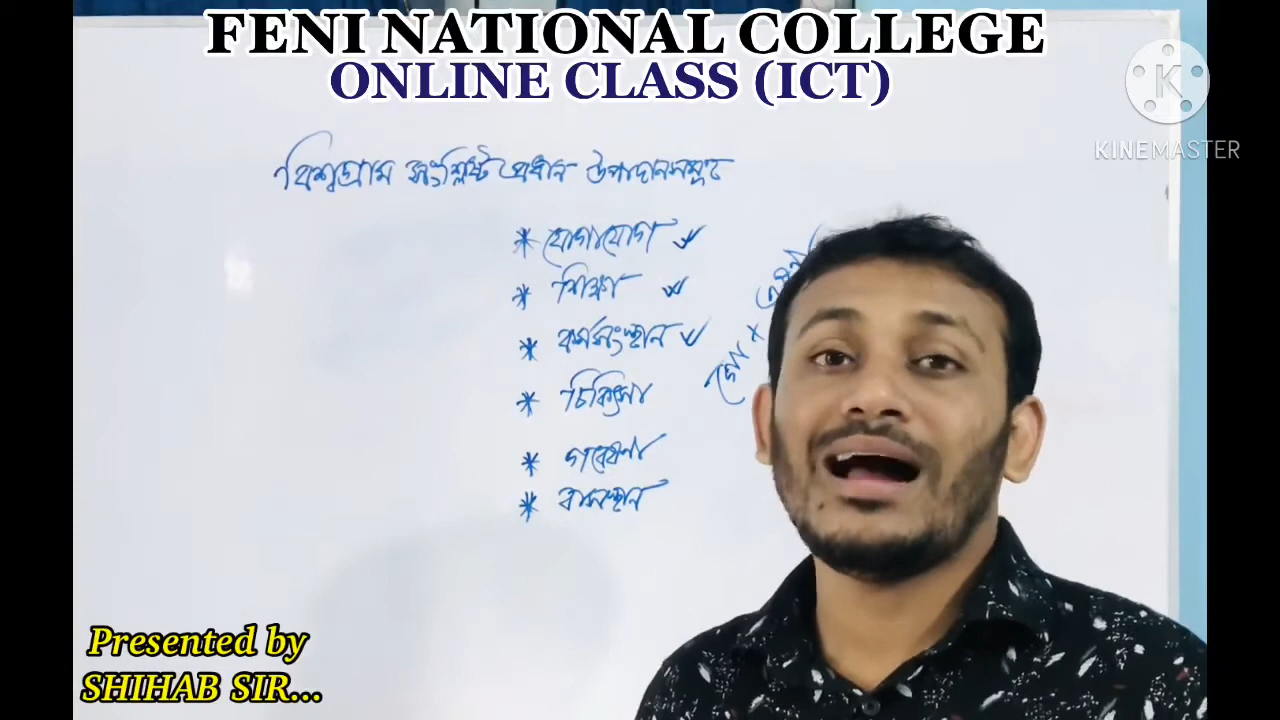 FENI NATIONAL COLLEGE
ONLINE CLASS (ICT)
K
KINEMASTER
বিশ্বগ্রাম সংশ্লিষ্ট প্রধান উপাদানসমূহ
* যোগাযোগ
* শিক্ষা
* কর্মসংস্থান
* চিকিৎসা
* গবেষণা
* বাসস্থান
Presented by
SHIHAB SIR...